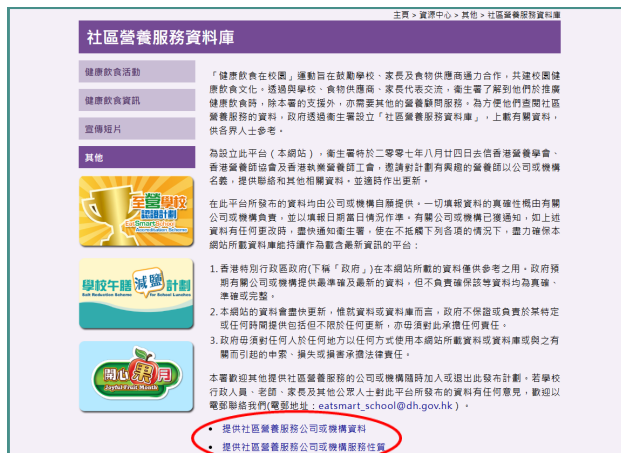 主頁 > 資源中心 > 其他 > 社區營養服務資料庫
社區營養服務資料庫
健康飲食活動
健康飲食資訊
宣傳短片
其他
至營學校
認證計劃
EatSmart School
Accreditation Scheme
學校午膳減鹽計劃
Salt Reduction Scheme for School Lunches
開心果月
Joyful Fruit Month
「健康飲食在校園」運動旨在鼓勵學校、家長及食物供應商通力合作，共建校園健
康飲食文化。透過與學校、食物供應商、家長代表交流，衞生署了解到他們於推廣
健康飲食時，除本署的支援外，亦需要其他的營養顧問服務。為方便他們查閱社區
營養服務的資料，政府透過衞生署設立「社區營養服務資料庫」，上載有關資料，
供各界人士參考。
為設立此平台（本網站），衞生署特於二零零七年八月廿四日去信香港營養學會、
香港營養師協會及香港執業營養師工會，邀請對計劃有興趣的營養師以公司或機構
名義，提供聯絡和其他相關資料，並適時作出更新。
在此平台所發布的資料均由公司或機構自願提供，一切填報資料的真確性概由有關
公司或機構負責，並以填報日期當日情況作準。有關公司或機構已獲通知，如上述
資料有任何更改時，盡快通知衞生署，使在不抵觸下列各項的情況下，盡力確保本
網站所載資料庫能持續作為載含最新資訊的平台：
1. 香港特別行政區政府(下稱「政府」)在本網站所載的資料僅供參考之用。政府預
期有關公司或機構提供最準確及最新的資料，但不負責確保該等資料均為真確、
準確或完整。
2. 本網站的資料會盡快更新，惟就資料或資料庫而言，政府不保證或負責於某特定
或任何時間提供包括但不限於任何更新，亦毋須對此承擔任何責任。
3. 政府毋須對任何人於任何地方以任何方式使用本網站所載資料或資料庫或與之有
關而引起的申索、損失或損害承擔法律責任。
本署歡迎其他提供社區營養服務的公司或機構隨時加入或退出此發布計劃。若學校
行政人員、老師、家長及其他公眾人士對此平台所發布的資料有任何意見，歡迎以
電郵聯絡我們(電郵地址：eatsmart_school@dh.gov.hk)。
• 提供社區營養服務公司或機構資料
• 提供社區營養服務公司或機構服務性質